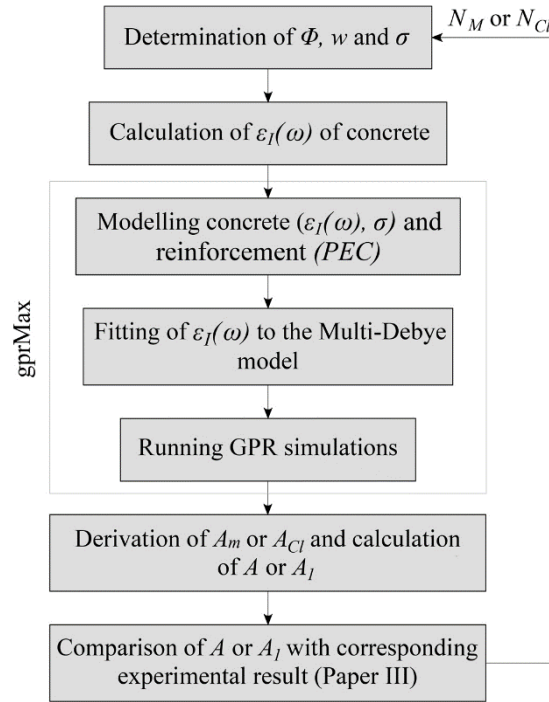 Determination of Φ, w and σ
N_M or N_Cl
Calculation of ε_I(ω) of concrete
gprMax
Modelling concrete (ε_I(ω), σ) and
reinforcement (PEC)
Fitting of ε_I(ω) to the Multi-Debye
model
Running GPR simulations
Derivation of A_m or A_Cl and calculation
of A or A_1
Comparison of A or A_1 with corresponding
experimental result (Paper III)